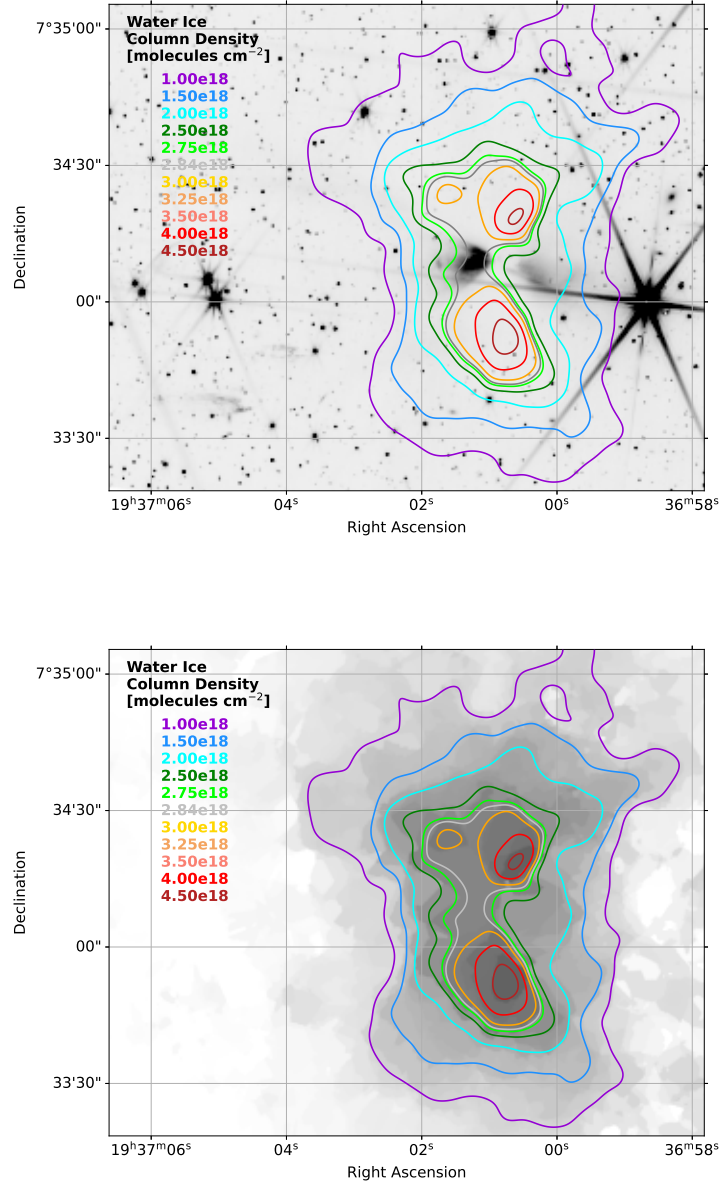 Water Ice
Column Density
[molecules cm⁻²]
1.00e18
1.50e18
2.00e18
2.50e18
2.75e18
2.84e18
3.00e18
3.25e18
3.50e18
4.00e18
4.50e18
7°35'00"
34'30"
00"
33'30"
Declination
19ʰ37ᵐ06ˢ
04ˢ
02ˢ
00ˢ
36ᵐ58ˢ
Right Ascension
Water Ice
Column Density
[molecules cm⁻²]
1.00e18
1.50e18
2.00e18
2.50e18
2.75e18
2.84e18
3.00e18
3.25e18
3.50e18
4.00e18
4.50e18
7°35'00"
34'30"
00"
33'30"
Declination
19ʰ37ᵐ06ˢ
04ˢ
02ˢ
00ˢ
36ᵐ58ˢ
Right Ascension